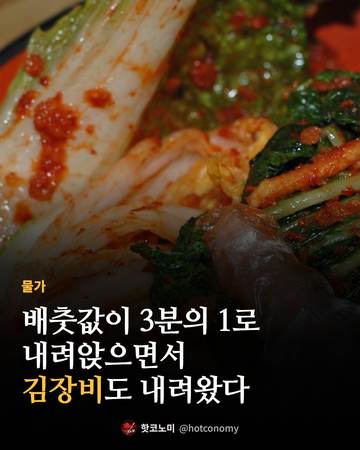 물가
배춧값이 3분의 1로
내려앉으면서
김장비도 내려왔다
핫코노미 @hotconomy